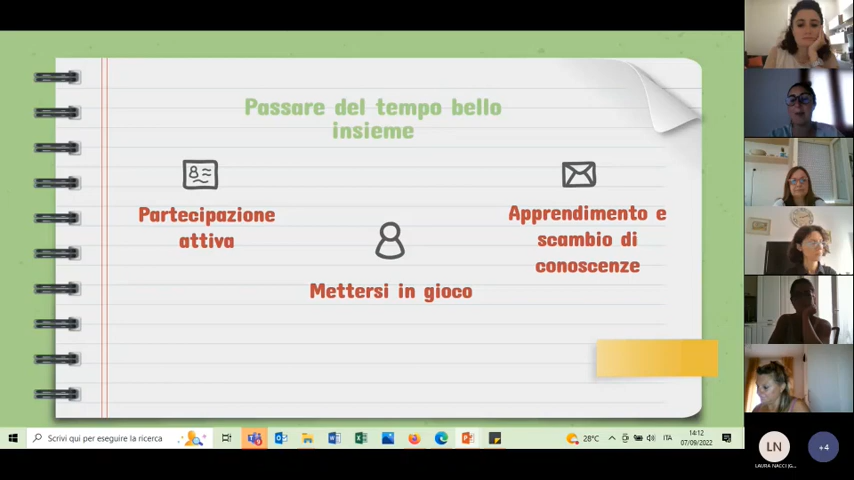 Passare del tempo bello
insieme
Partecipazione
attiva
Mettersi in gioco
Apprendimento e
scambio di
conoscenze
Scrivi qui per eseguire la ricerca
28°C
ITA
14:12
07/09/2022
LN
+4